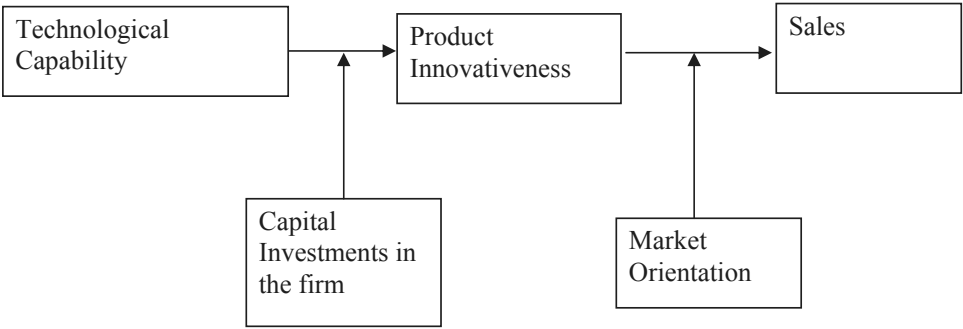 Technological
Capability
Product
Innovativeness
Sales
Capital
Investments in
the firm
Market
Orientation